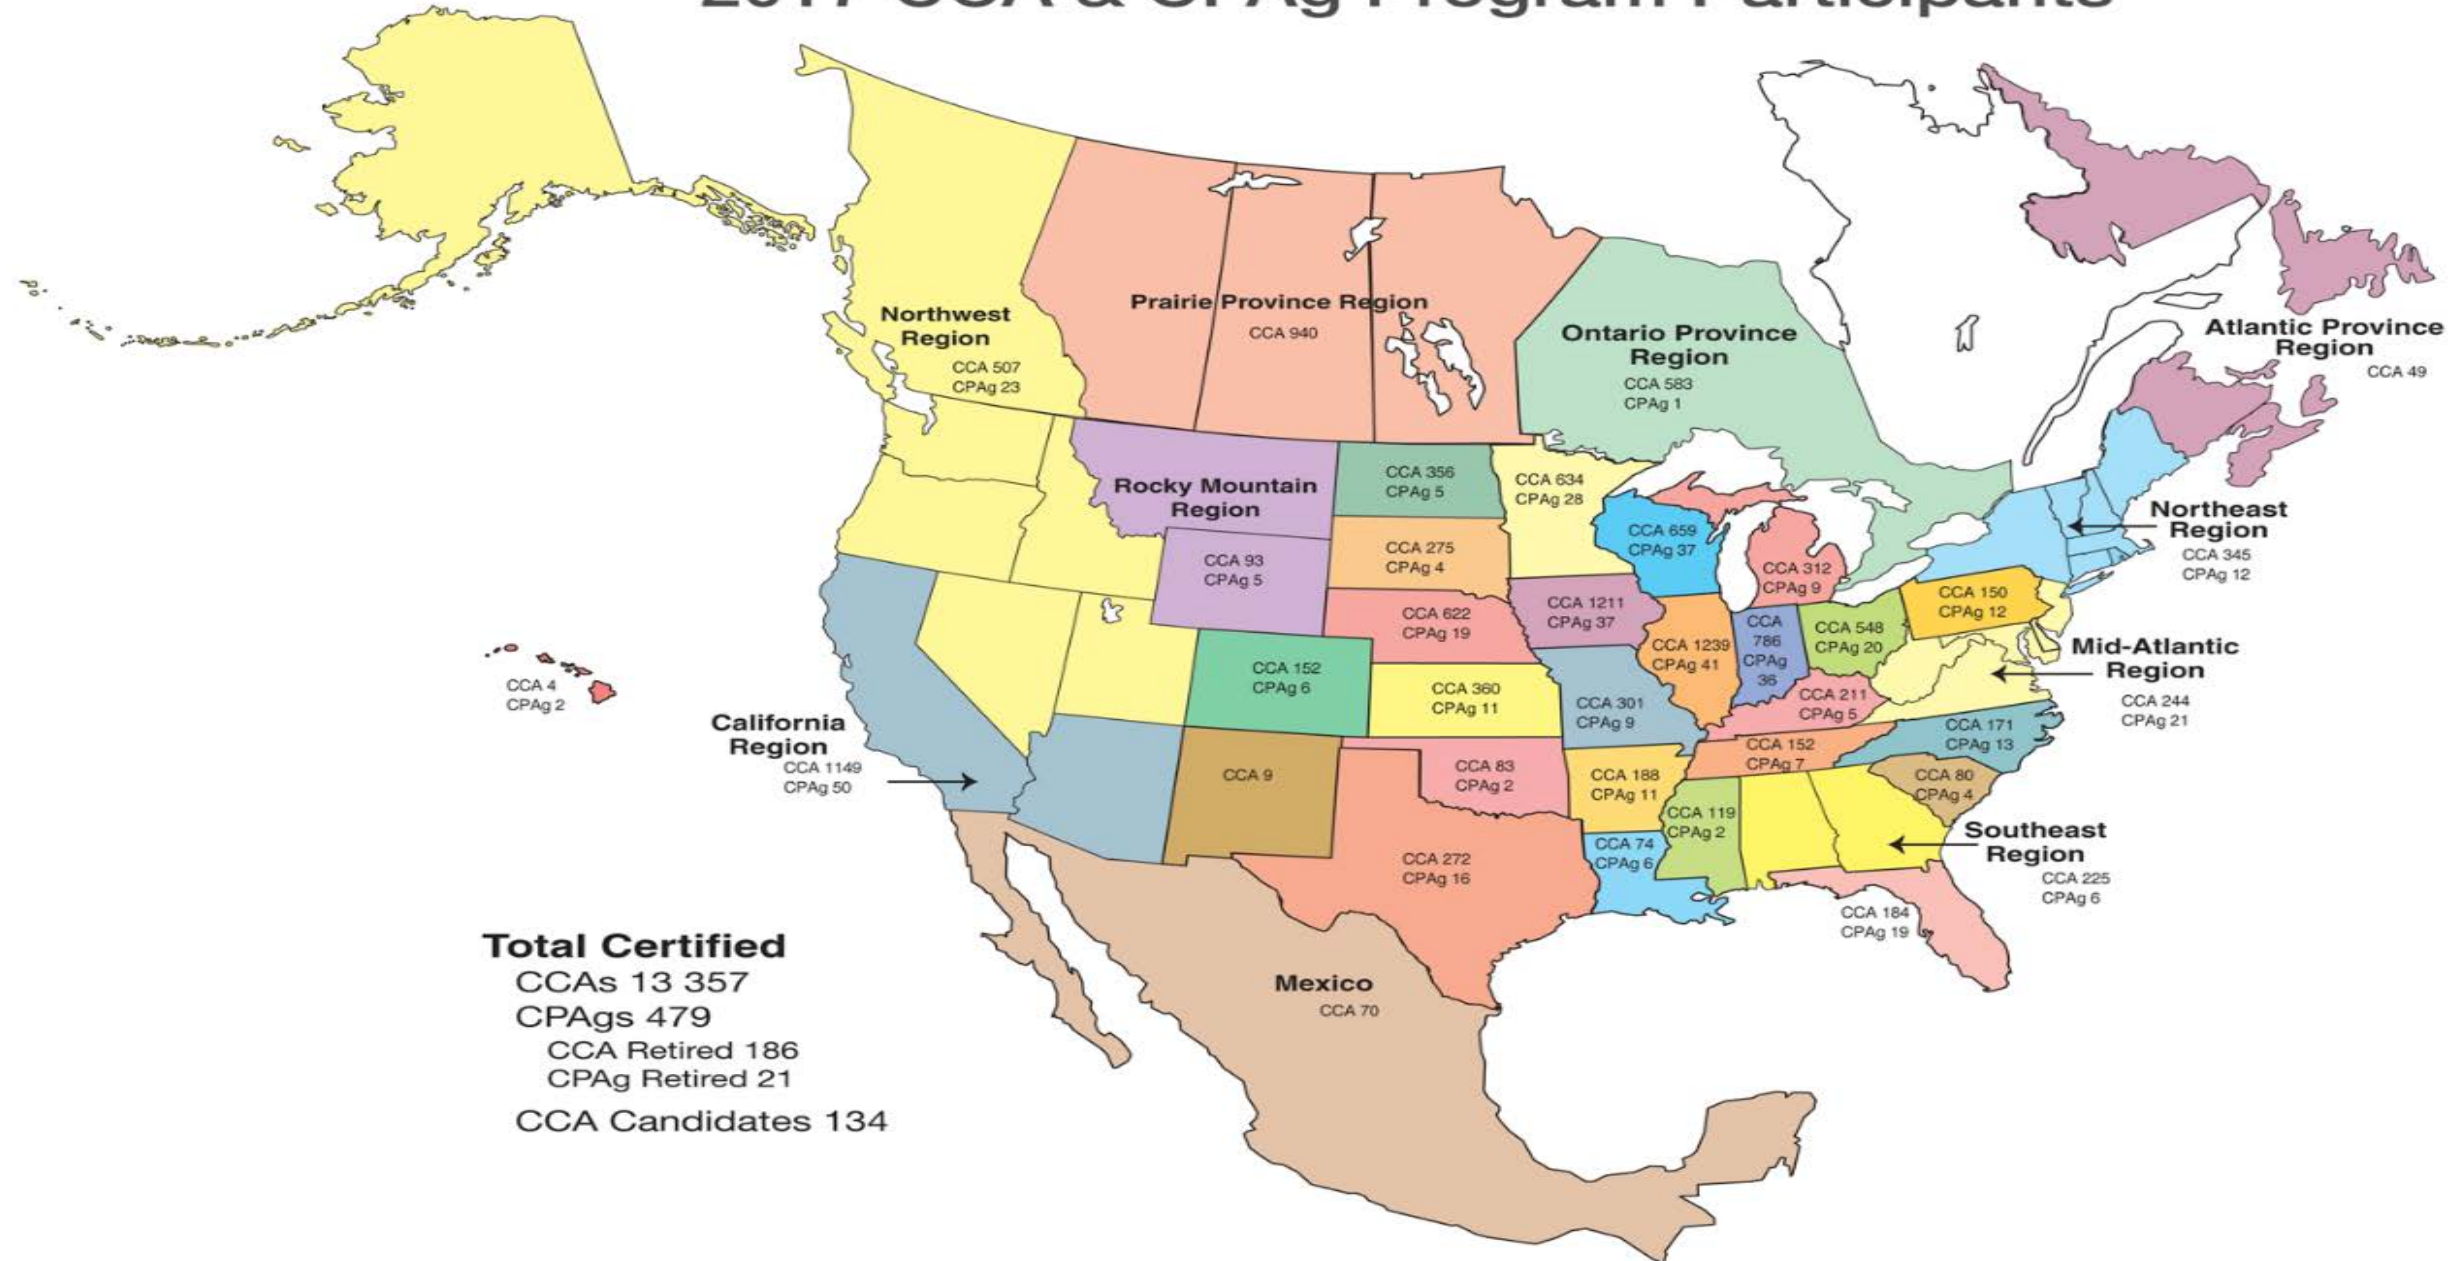 2017 CCA & CPAg Program Participants
Northwest
Region
CCA 507
CPAg 23
Prairie Province Region
CCA 940
Ontario Province
Region
CCA 583
CPAg 1
Atlantic Province
Region
CCA 49
Rocky Mountain
Region
CCA 93
CPAg 5
CCA 356
CPAg 5
CCA 634
CPAg 28
CCA 275
CPAg 4
CCA 659
CPAg 37
CCA 312
CPAg 9
Northeast
Region
CCA 345
CPAg 12
CCA 622
CPAg 19
CCA 1211
CPAg 37
CCA 1239
CPAg 41
CCA
786
CPAg
36
CCA 548
CPAg 20
CCA 150
CPAg 12
Mid-Atlantic
Region
CCA 244
CPAg 21
CCA 4
CPAg 2
California
Region
CCA 1149
CPAg 50
CCA 152
CPAg 6
CCA 360
CPAg 11
CCA 301
CPAg 9
CCA 211
CPAg 5
CCA 171
CPAg 13
CCA 152
CPAg 7
CCA 9
CCA 83
CPAg 2
CCA 188
CPAg 11
CCA 80
CPAg 4
CCA 119
CPAg 2
Southeast
Region
CCA 225
CPAg 6
CCA 272
CPAg 16
CCA 74
CPAg 6
CCA 184
CPAg 19
Mexico
CCA 70
Total Certified
CCAs 13 357
CPAgs 479
CCA Retired 186
CPAg Retired 21
CCA Candidates 134